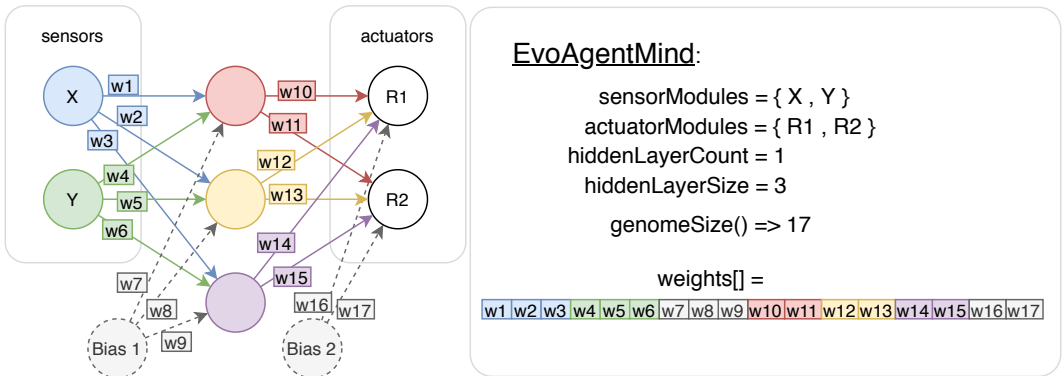 sensors
actuators
X
Y
w1
w2
w3
w4
w5
w6
w7
w8
w9
Bias 1
w10
w11
w12
w13
w14
w15
w16
w17
Bias 2
R1
R2
EvoAgentMind:
sensorModules = { X , Y }
actuatorModules = { R1 , R2 }
hiddenLayerCount = 1
hiddenLayerSize = 3
genomeSize() => 17
weights[] =
w1 w2 w3 w4 w5 w6 w7 w8 w9 w10 w11 w12 w13 w14 w15 w16 w17